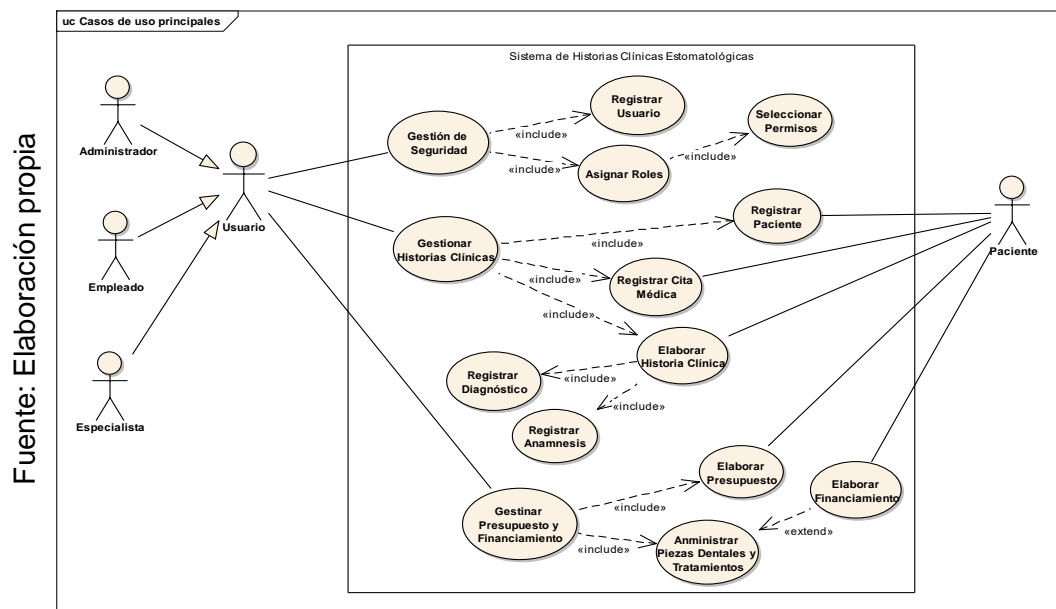 Fuente: Elaboración propia
uc Casos de uso principales
Sistema de Historias Clínicas Estomatológicas
Administrador
Empleado
Especialista
Usuario
Gestión de
Seguridad
«include»
«include»
Registrar
Usuario
Asignar Roles
«include»
Seleccionar
Permisos
Gestionar
Historias Clínicas
«include»
«include»
«include»
Registrar
Paciente
Registrar Cita
Médica
Elaborar
Historia Clínica
Paciente
Registrar
Diagnóstico
«include»
«include»
Registrar
Anamnesis
Gestinar
Presupuesto y
Financiamiento
«include»
«include»
Elaborar
Presupuesto
Elaborar
Financiamiento
«extend»
Anministrar
Piezas Dentales y
Tratamientos